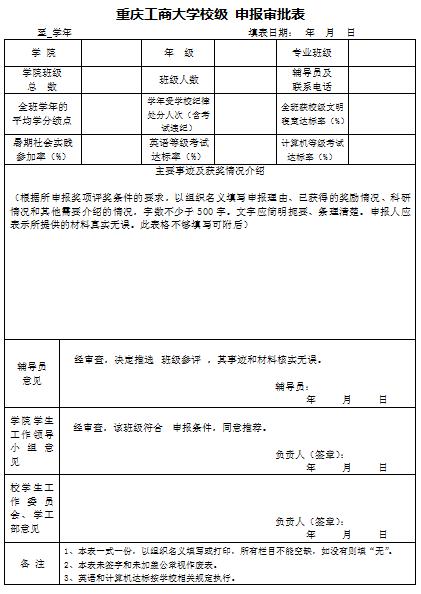 重庆工商大学校级 申报审批表
至 学年 填表日期： 年 月 日
学 院 年 级 专业班级
学院班级
总 数
班级人数
辅导员及
联系电话
全班学年的
平均学分绩点
学年受学校纪律
处分人次（含考
试违纪）
全班获校级文明
寝室达标率（%）
暑期社会实践
参加率（%）
英语等级考试
达标率（%）
计算机等级考试
达标率（%）
主要事迹及获奖情况介绍
（根据所申报奖项评奖条件的要求，以组织名义填写申报理由、已获得的奖励情况、科研
情况和其他需要介绍的情况，字数不少于 500 字。文字应简明扼要、条理清楚。申报人应
表示所提供的材料真实无误。此表格不够填写可附后）
辅导员
意见
经审查，决定推选 班级参评 ，其事迹和材料核实无误。
辅导员：
年 月 日
学院学生
工作领导
小组意
见
经审查，该班级符合 申报条件，同意推荐。
负责人（签章）：
年 月 日
校学生工
作委员
会、学工
部意见
负责人（签章）：
年 月 日
备 注
1、本表一式一份，以组织名义填写或打印，所有栏目不能空缺，如没有则填“无”。
2、本表未签字和未加盖公章视作废表。
3、英语和计算机达标按学校相关规定执行。